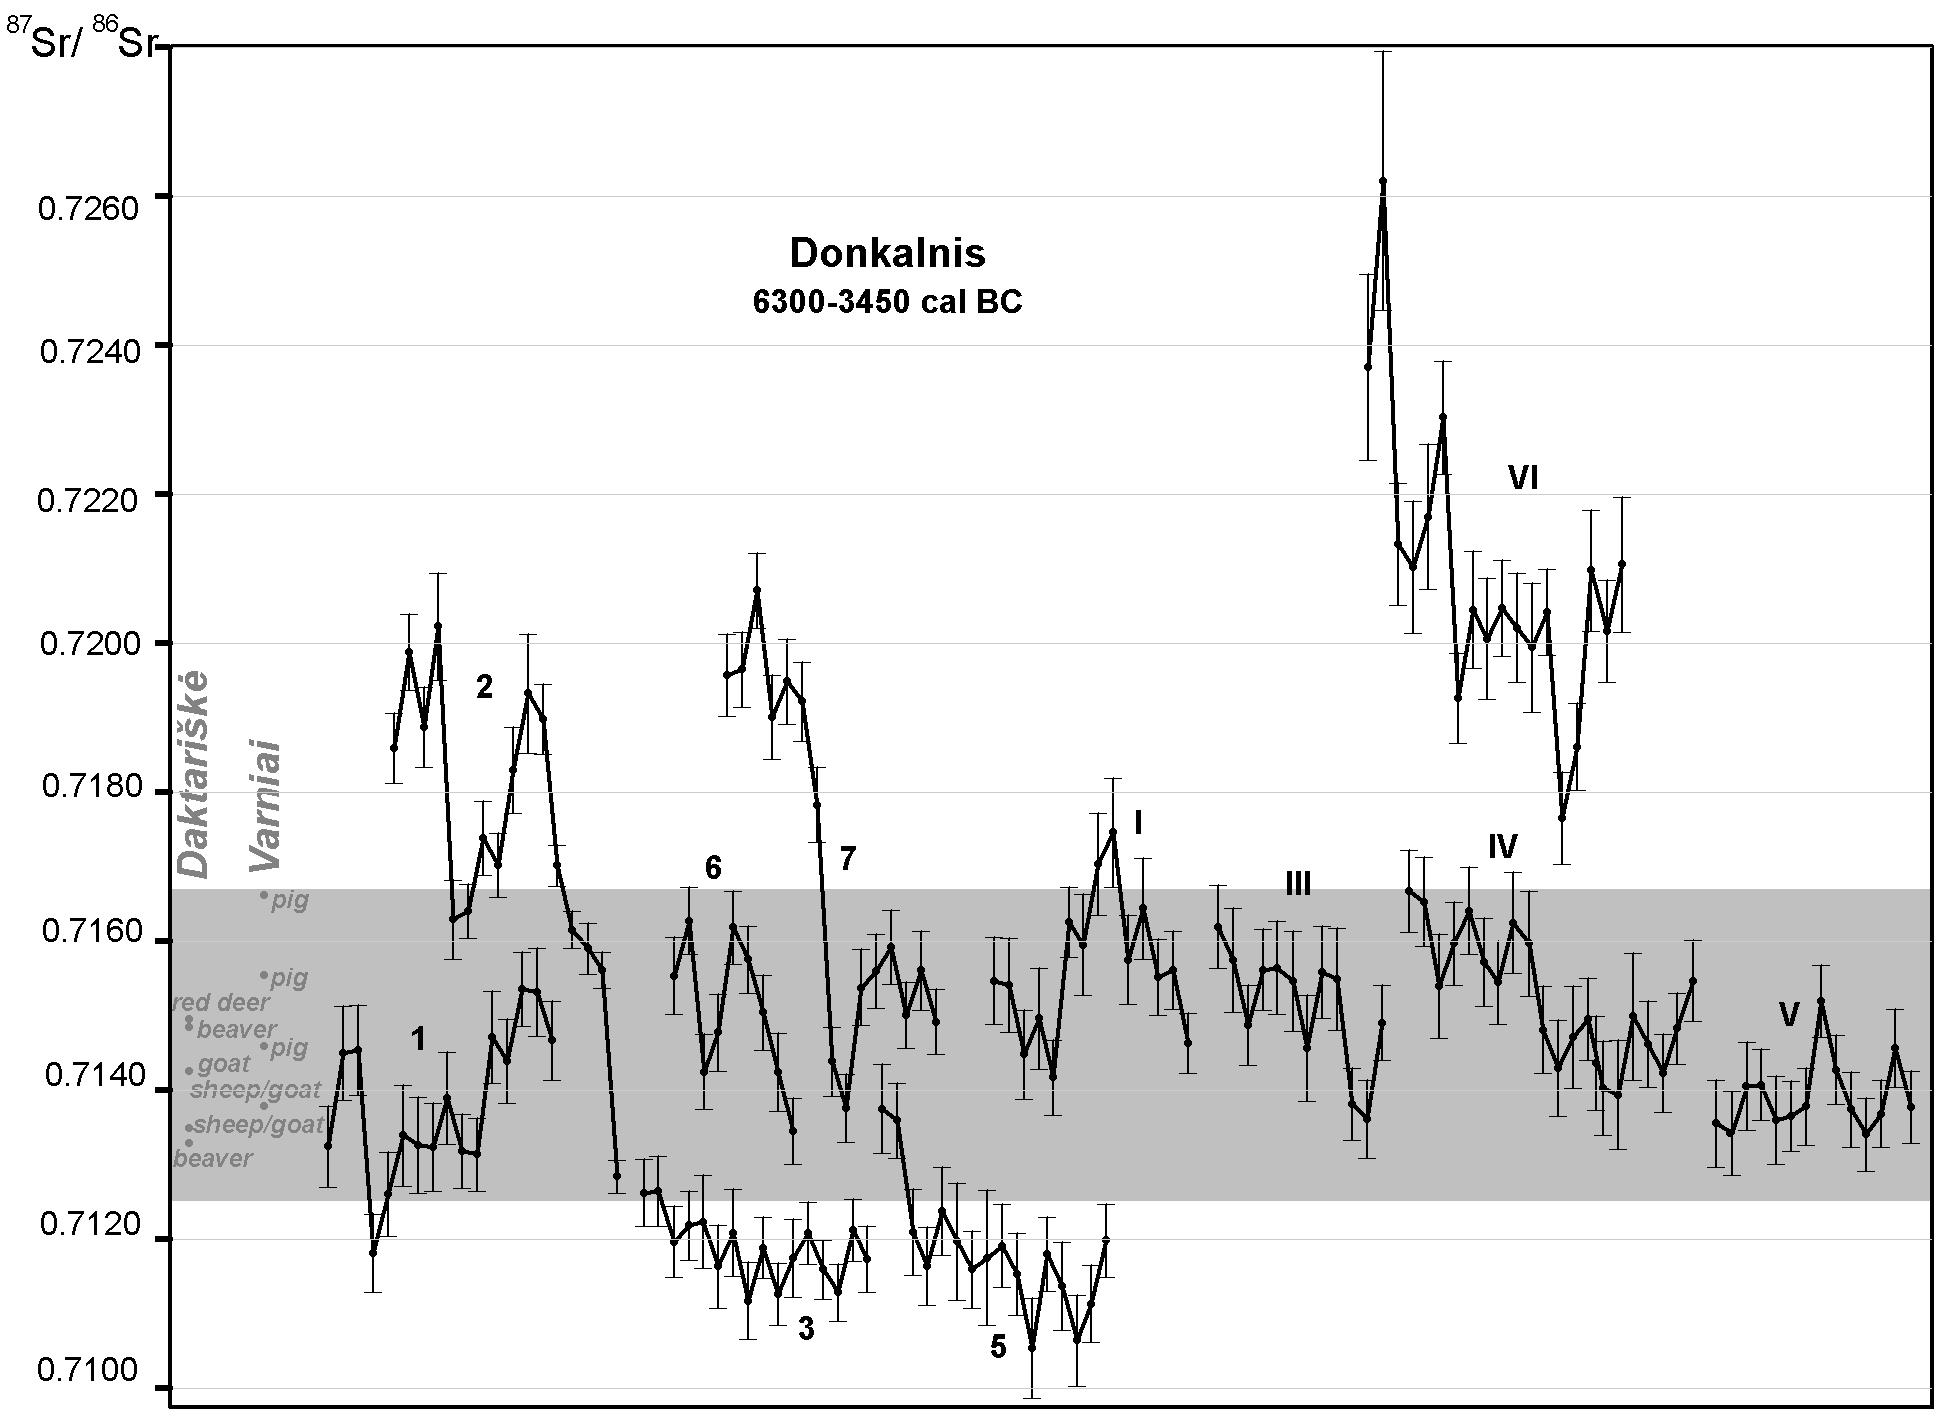 87Sr/ 86Sr
0.7260
Donkalnis
6300-3450 cal BC
0.7240
0.7220
VI
0.7200
2
Daktariškė
Varniai
0.7180
I
IV
7
6
III
pig
0.7160
pig
red deer
beaver
V
1
pig
goat
0.7140
sheep/goat
sheep/goat
beaver
0.7120
3
5
0.7100